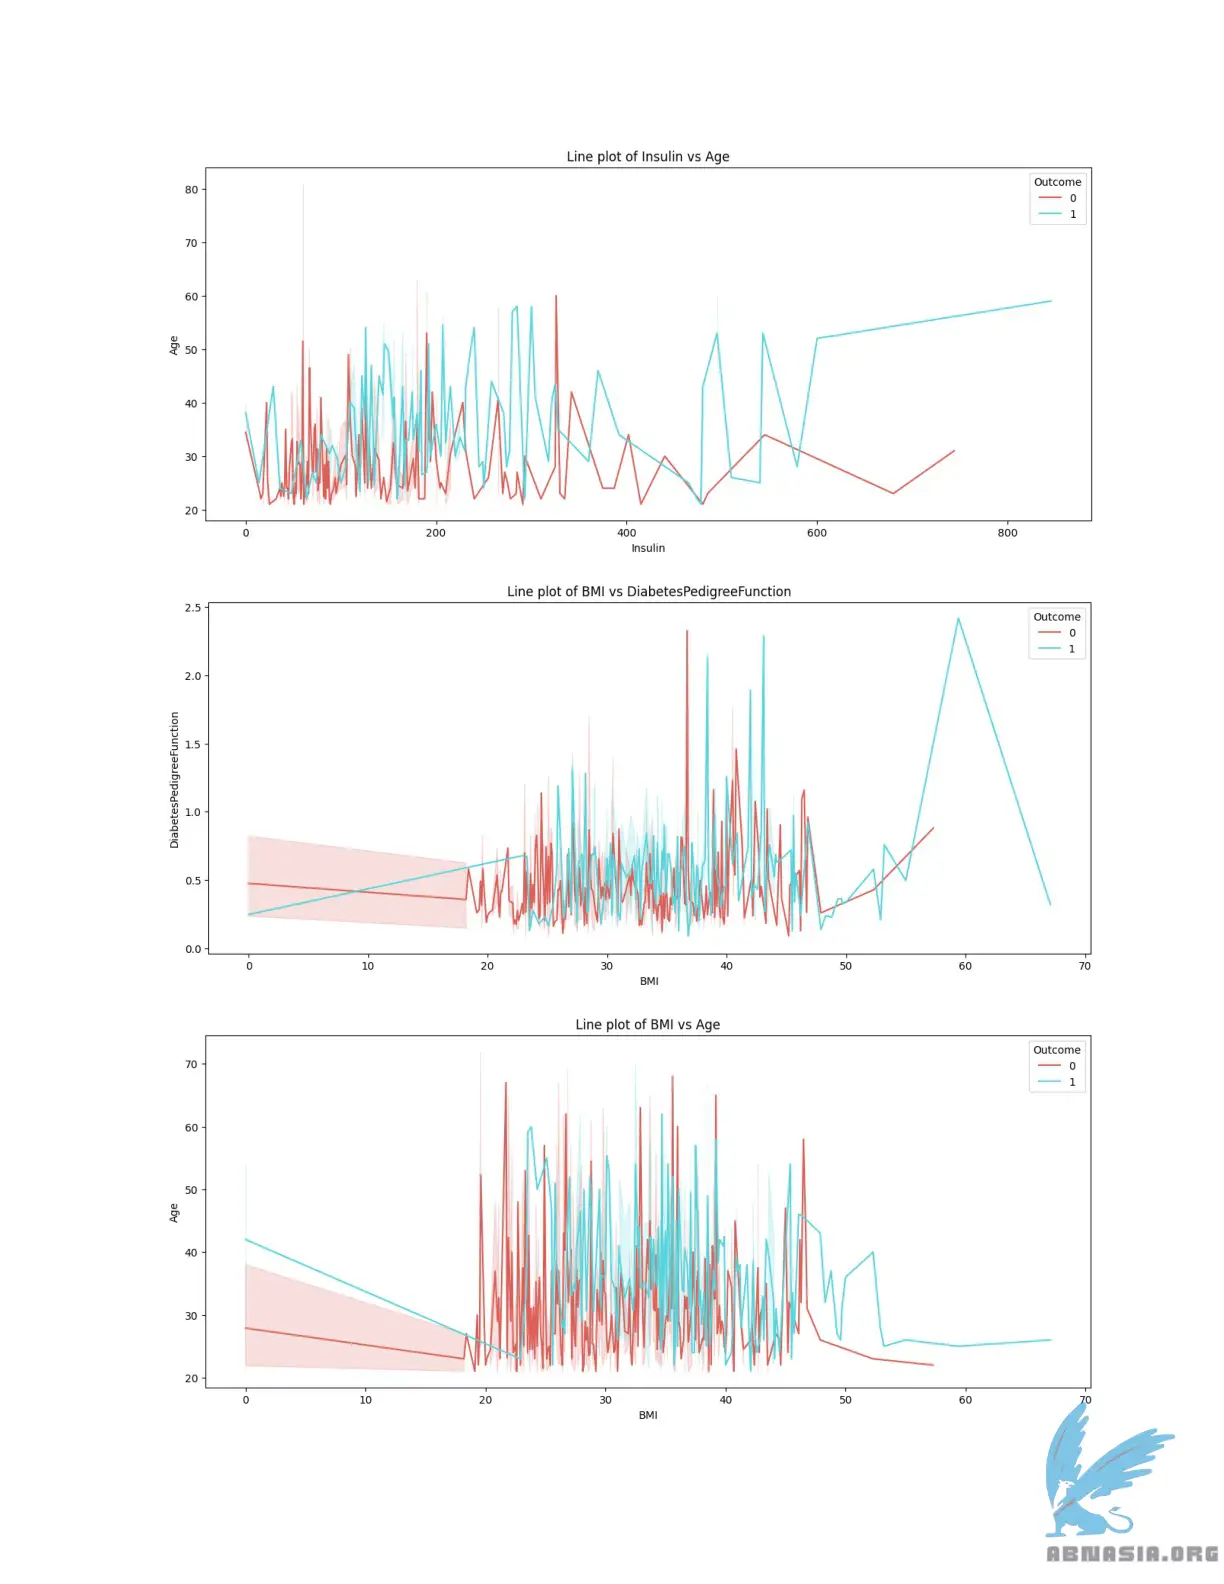 Line plot of Insulin vs Age
Outcome
0
1
80
70
60
50
40
30
20
Age
0 200 400 600 800
Insulin
Line plot of BMI vs DiabetesPedigreeFunction
Outcome
0
1
2.5
2.0
1.5
1.0
0.5
0.0
DiabetesPedigreeFunction
0 10 20 30 40 50 60 70
BMI
Line plot of BMI vs Age
Outcome
0
1
70
60
50
40
30
20
Age
0 10 20 30 40 50 60 70
BMI
ABNASIA.ORG